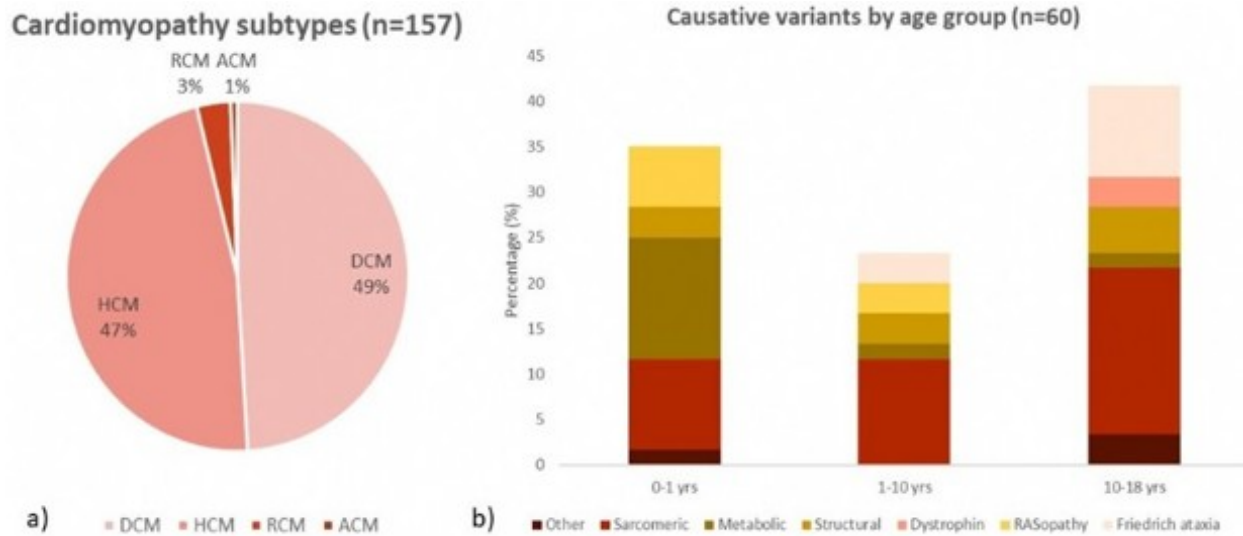 Cardiomyopathy subtypes (n=157)
RCM
3%
ACM
1%
DCM
49%
HCM
47%
a)
DCM HCM RCM ACM
Causative variants by age group (n=60)
Percentage (%)
45
40
35
30
25
20
15
10
5
0
0-1 yrs 1-10 yrs 10-18 yrs
b)
Other Sarcomeric Metabolic Structural Dystrophin RASopathy Friedrich ataxia